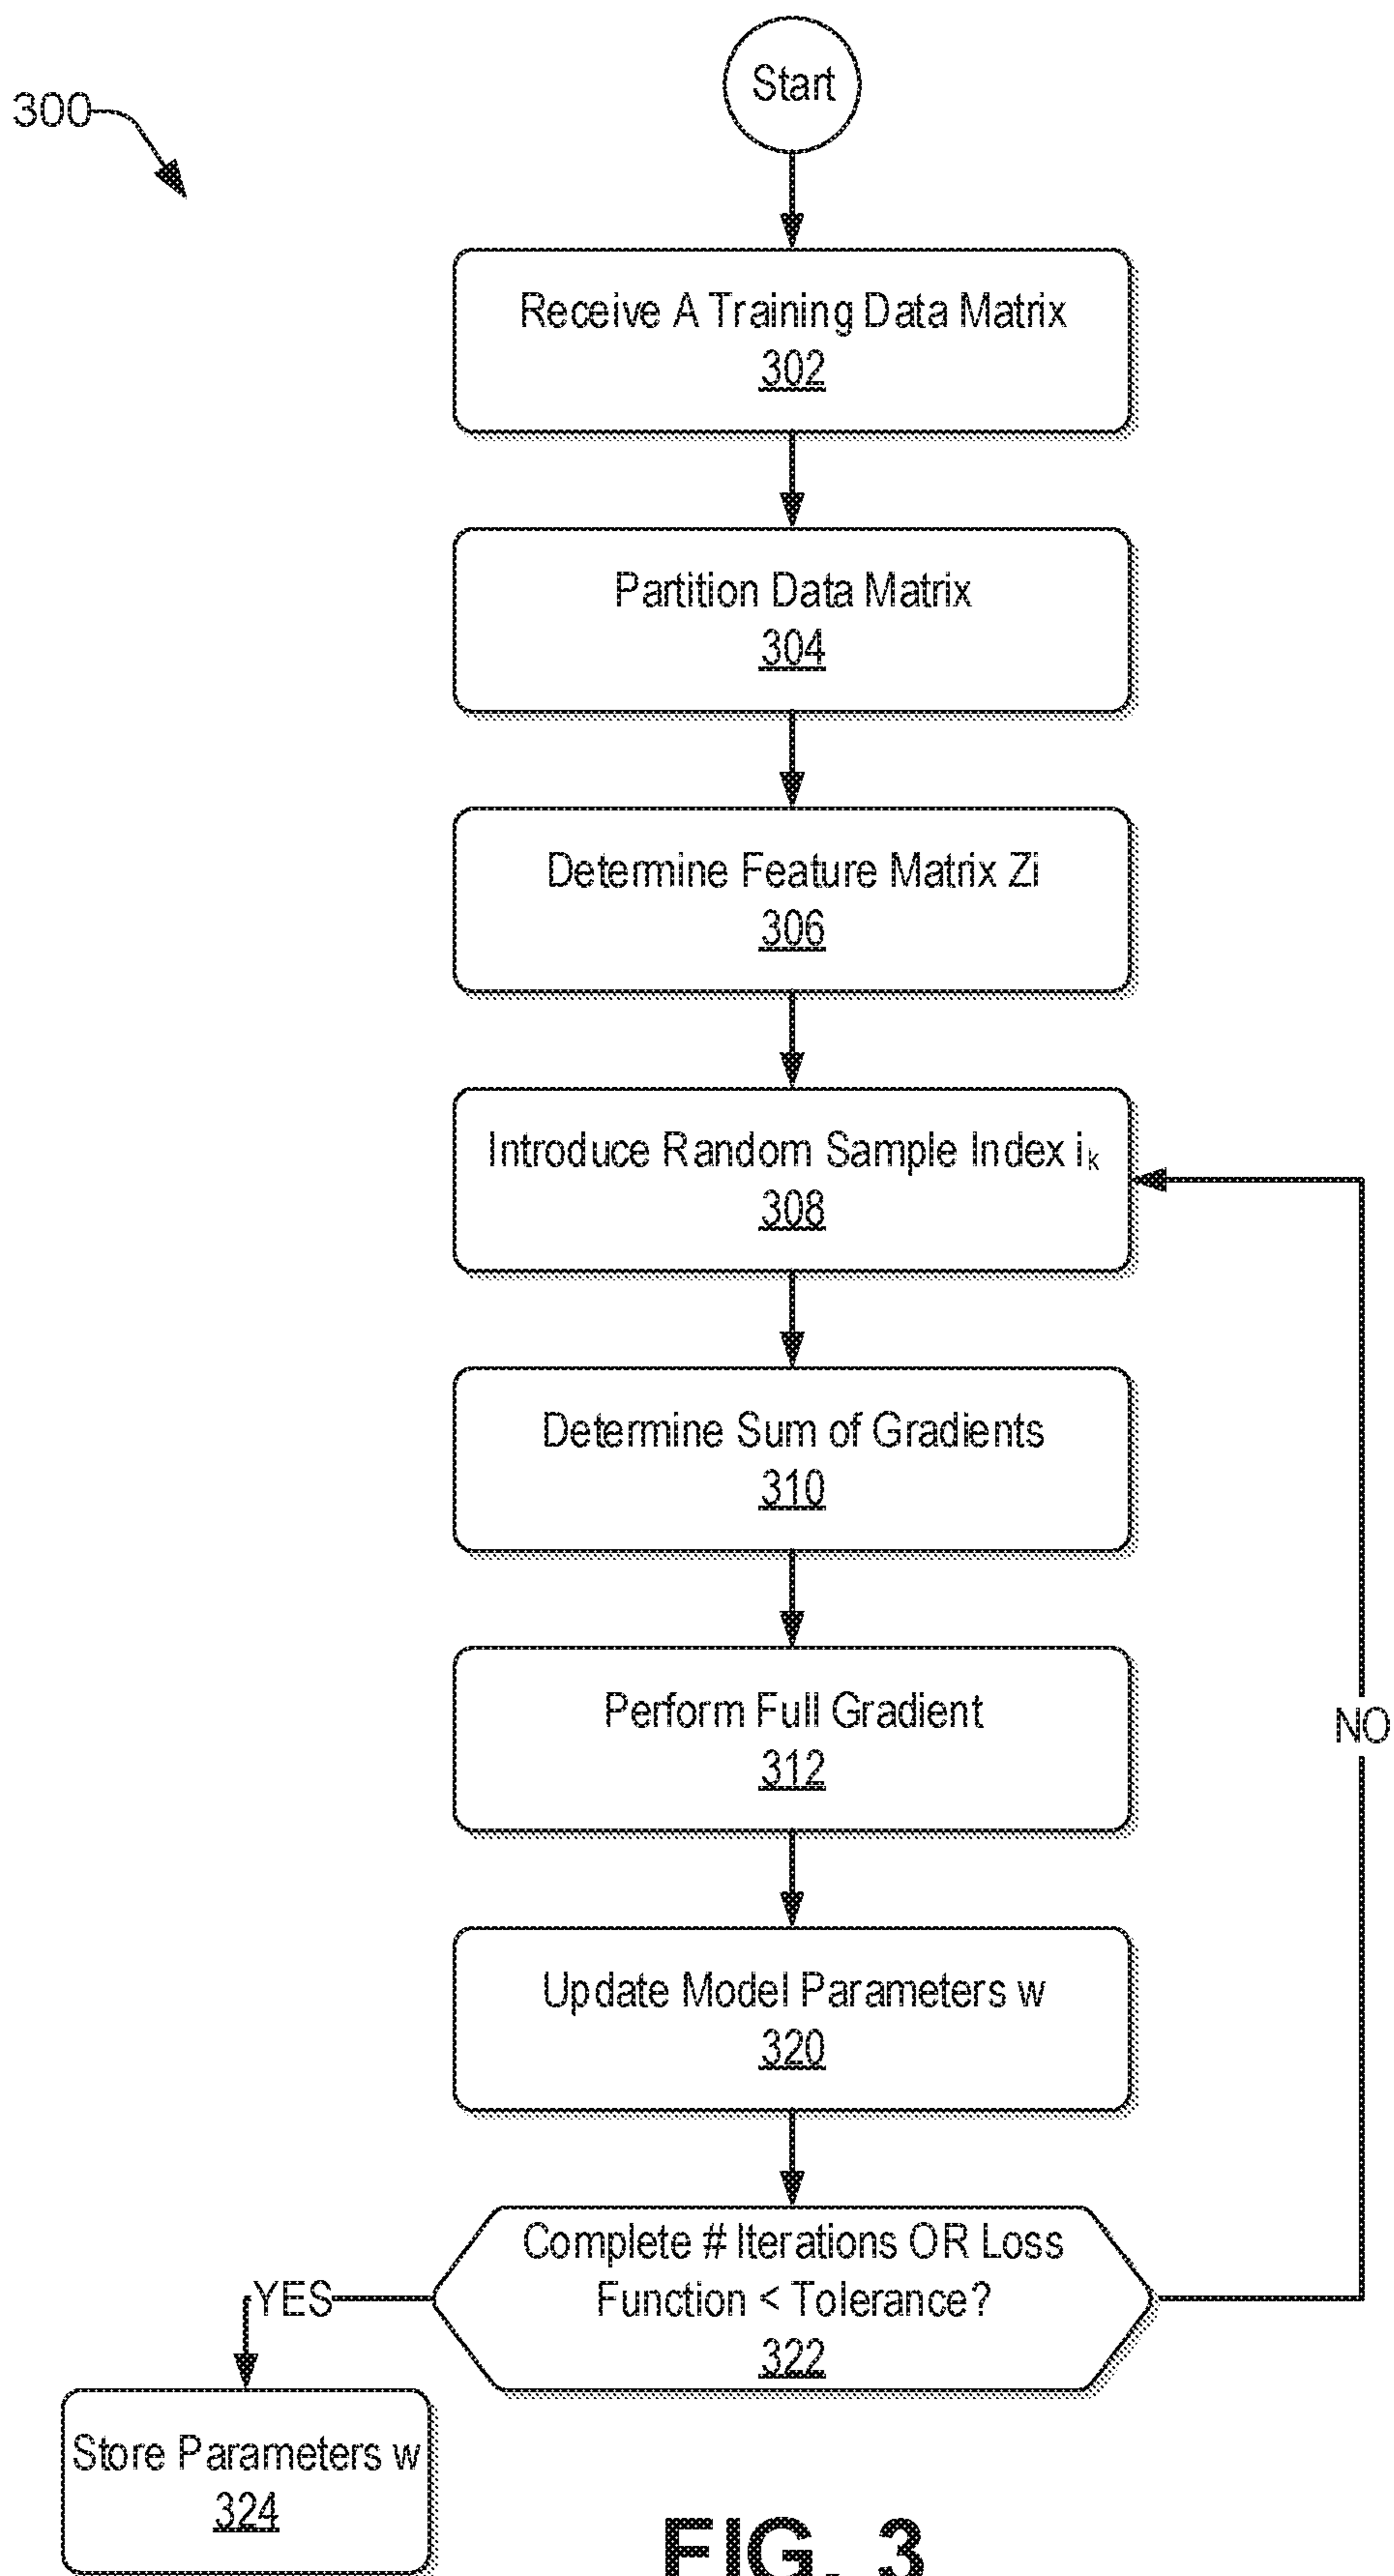 Start
300
Receive A Training Data Matrix
302
Partition Data Matrix
304
Determine Feature Matrix Zi
306
Introduce Random Sample Index iₖ
308
Determine Sum of Gradients
310
Perform Full Gradient
312
NO
Update Model Parameters w
320
Complete # Iterations OR Loss
Function < Tolerance?
322
YES
Store Parameters w
324
FIG. 3